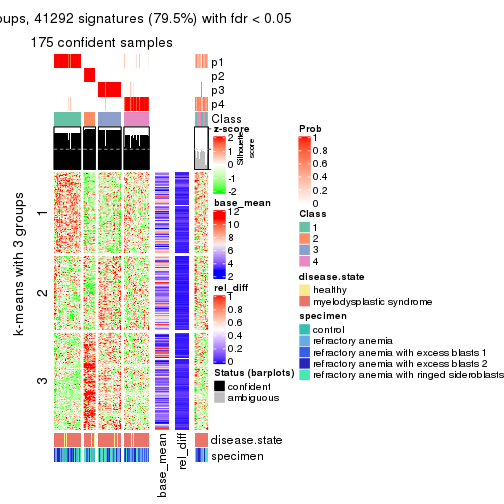 oups, 41292 signatures (79.5%) with fdr < 0.05
175 confident samples
p1
p2
p3
p4
Class
Silhouette
score
k-means with 3 groups
1
2
3
disease.state
specimen
base_mean
rel_diff
z-score
2
1
0
-1
-2
base_mean
12
10
8
6
4
2
rel_diff
1
0.8
0.6
0.4
0.2
0
Status (barplots)
confident
ambiguous
Prob
1
0.8
0.6
0.4
0.2
0
Class
1
2
3
4
disease.state
healthy
myelodysplastic syndrome
specimen
control
refractory anemia
refractory anemia with excess blasts 1
refractory anemia with excess blasts 2
refractory anemia with ringed sideroblasts